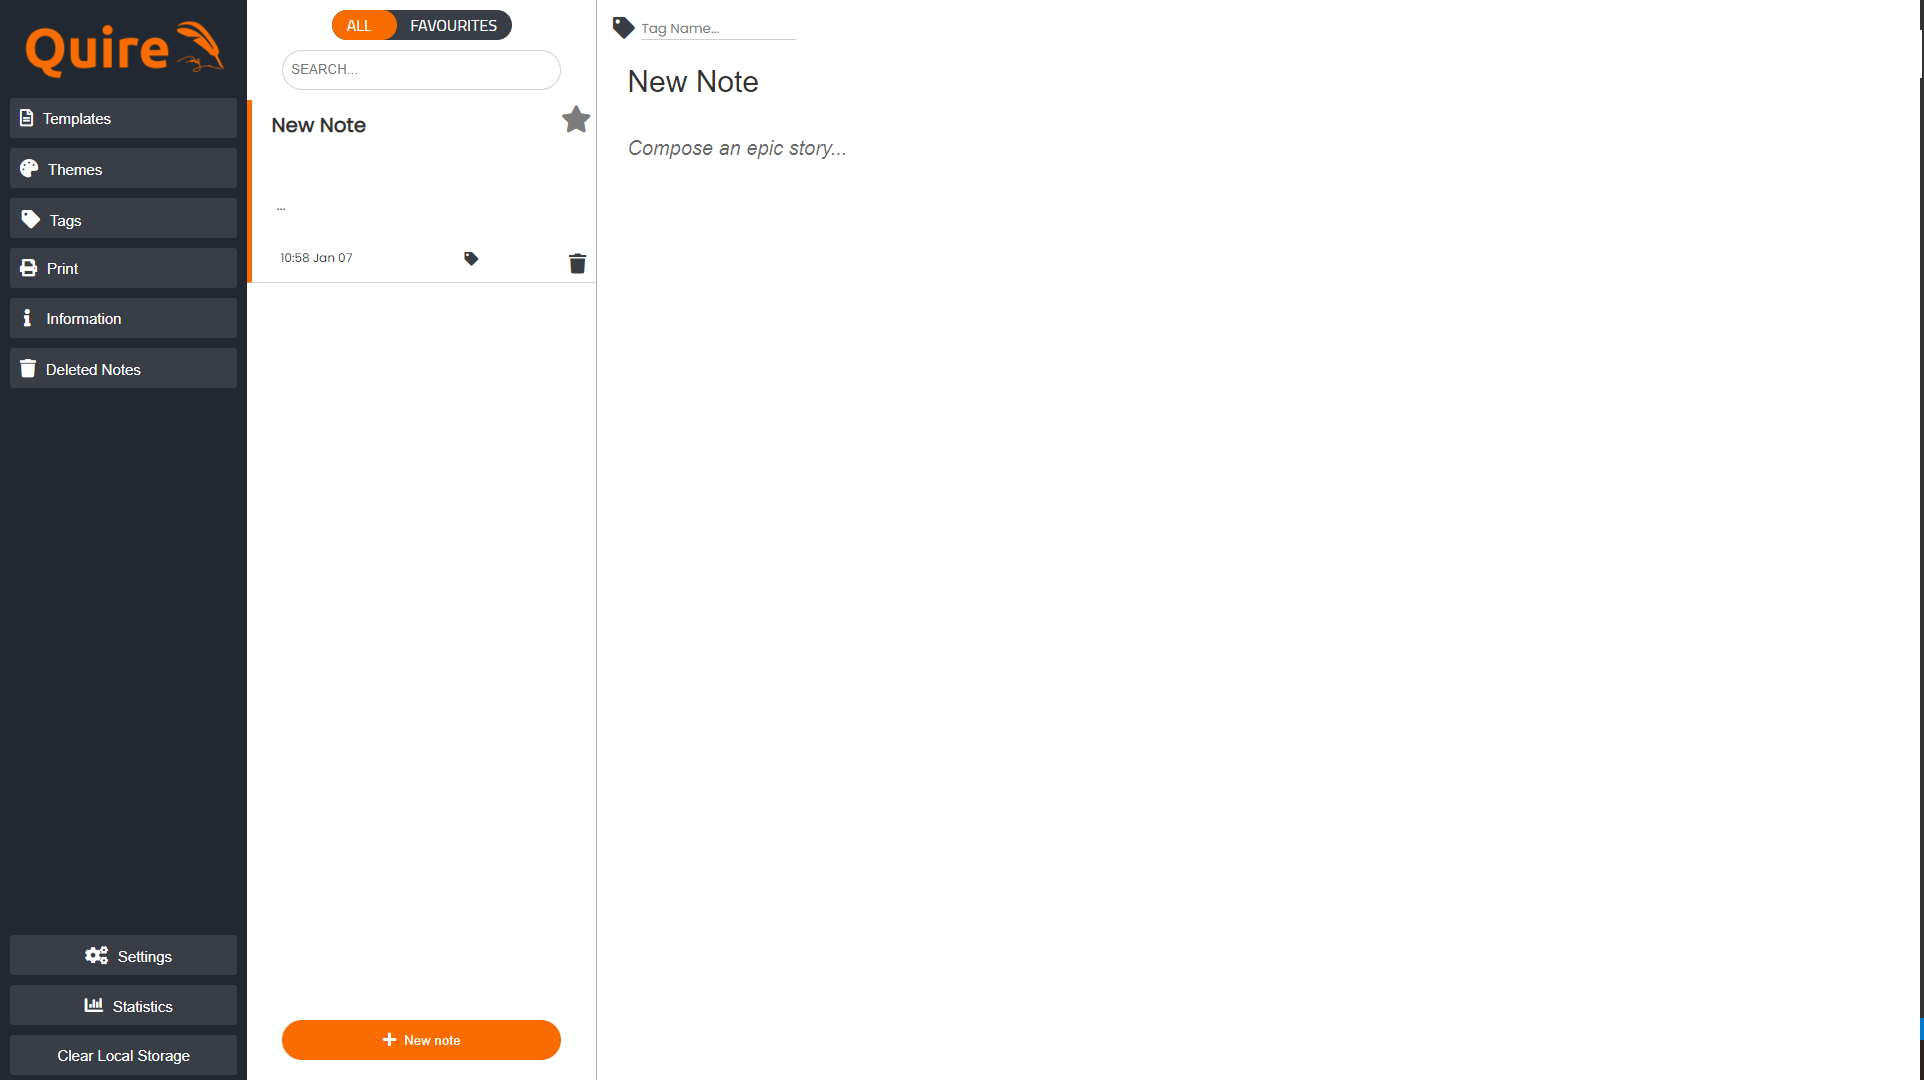 Quire
Templates
Themes
Tags
Print
Information
Deleted Notes
Settings
Statistics
Clear Local Storage
ALL FAVOURITES
SEARCH...
New Note
...
10:58 Jan 07
New note
Tag Name...
New Note
Compose an epic story...